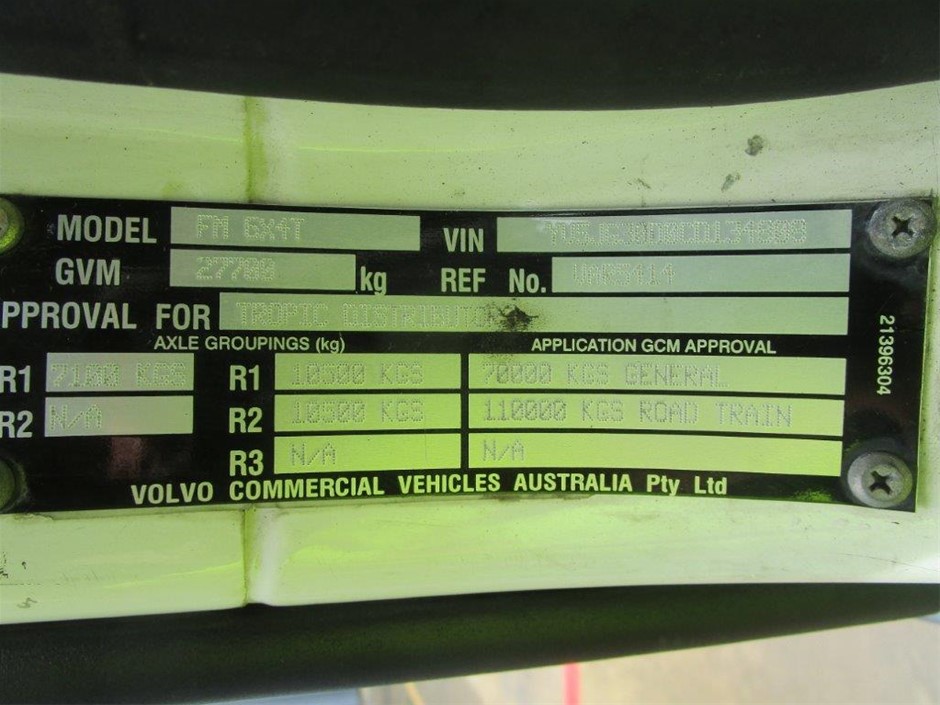 MODEL FM 6X4T VIN
GVM 27700 kg REF No. VAR5414
PPROVAL FOR TROPIC DISTRIBUTOR
AXLE GROUPINGS (kg) APPLICATION GCM APPROVAL
R1 7100 KGS R1 10500 KGS 70000 KGS GENERAL
R2 N/A R2 10500 KGS 110000 KGS ROAD TRAIN
R3 N/A N/A
VOLVO COMMERCIAL VEHICLES AUSTRALIA Pty Ltd
21396304